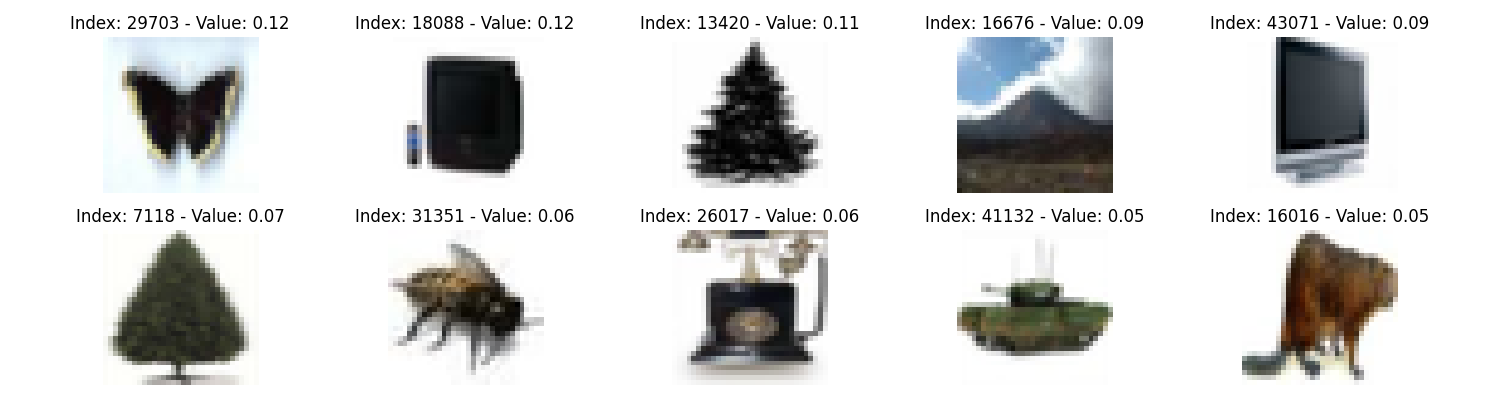 Index: 29703 - Value: 0.12
Index: 18088 - Value: 0.12
Index: 13420 - Value: 0.11
Index: 16676 - Value: 0.09
Index: 43071 - Value: 0.09
Index: 7118 - Value: 0.07
Index: 31351 - Value: 0.06
Index: 26017 - Value: 0.06
Index: 41132 - Value: 0.05
Index: 16016 - Value: 0.05